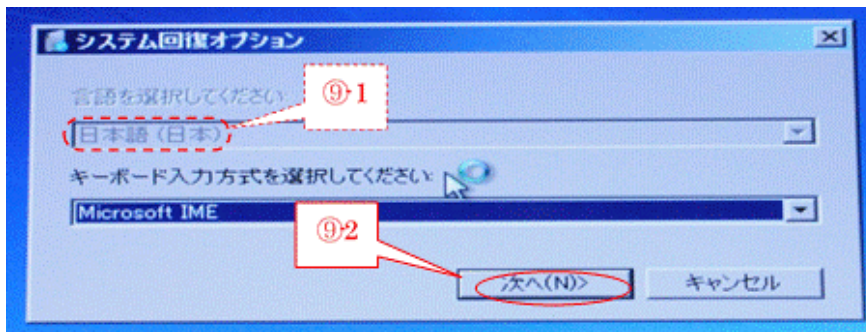 システム回復オプション
言語を選択してください:
⑨-1
日本語 (日本)
キーボード入力方式を選択してください:
Microsoft IME
⑨-2
次へ(N)>
キャンセル